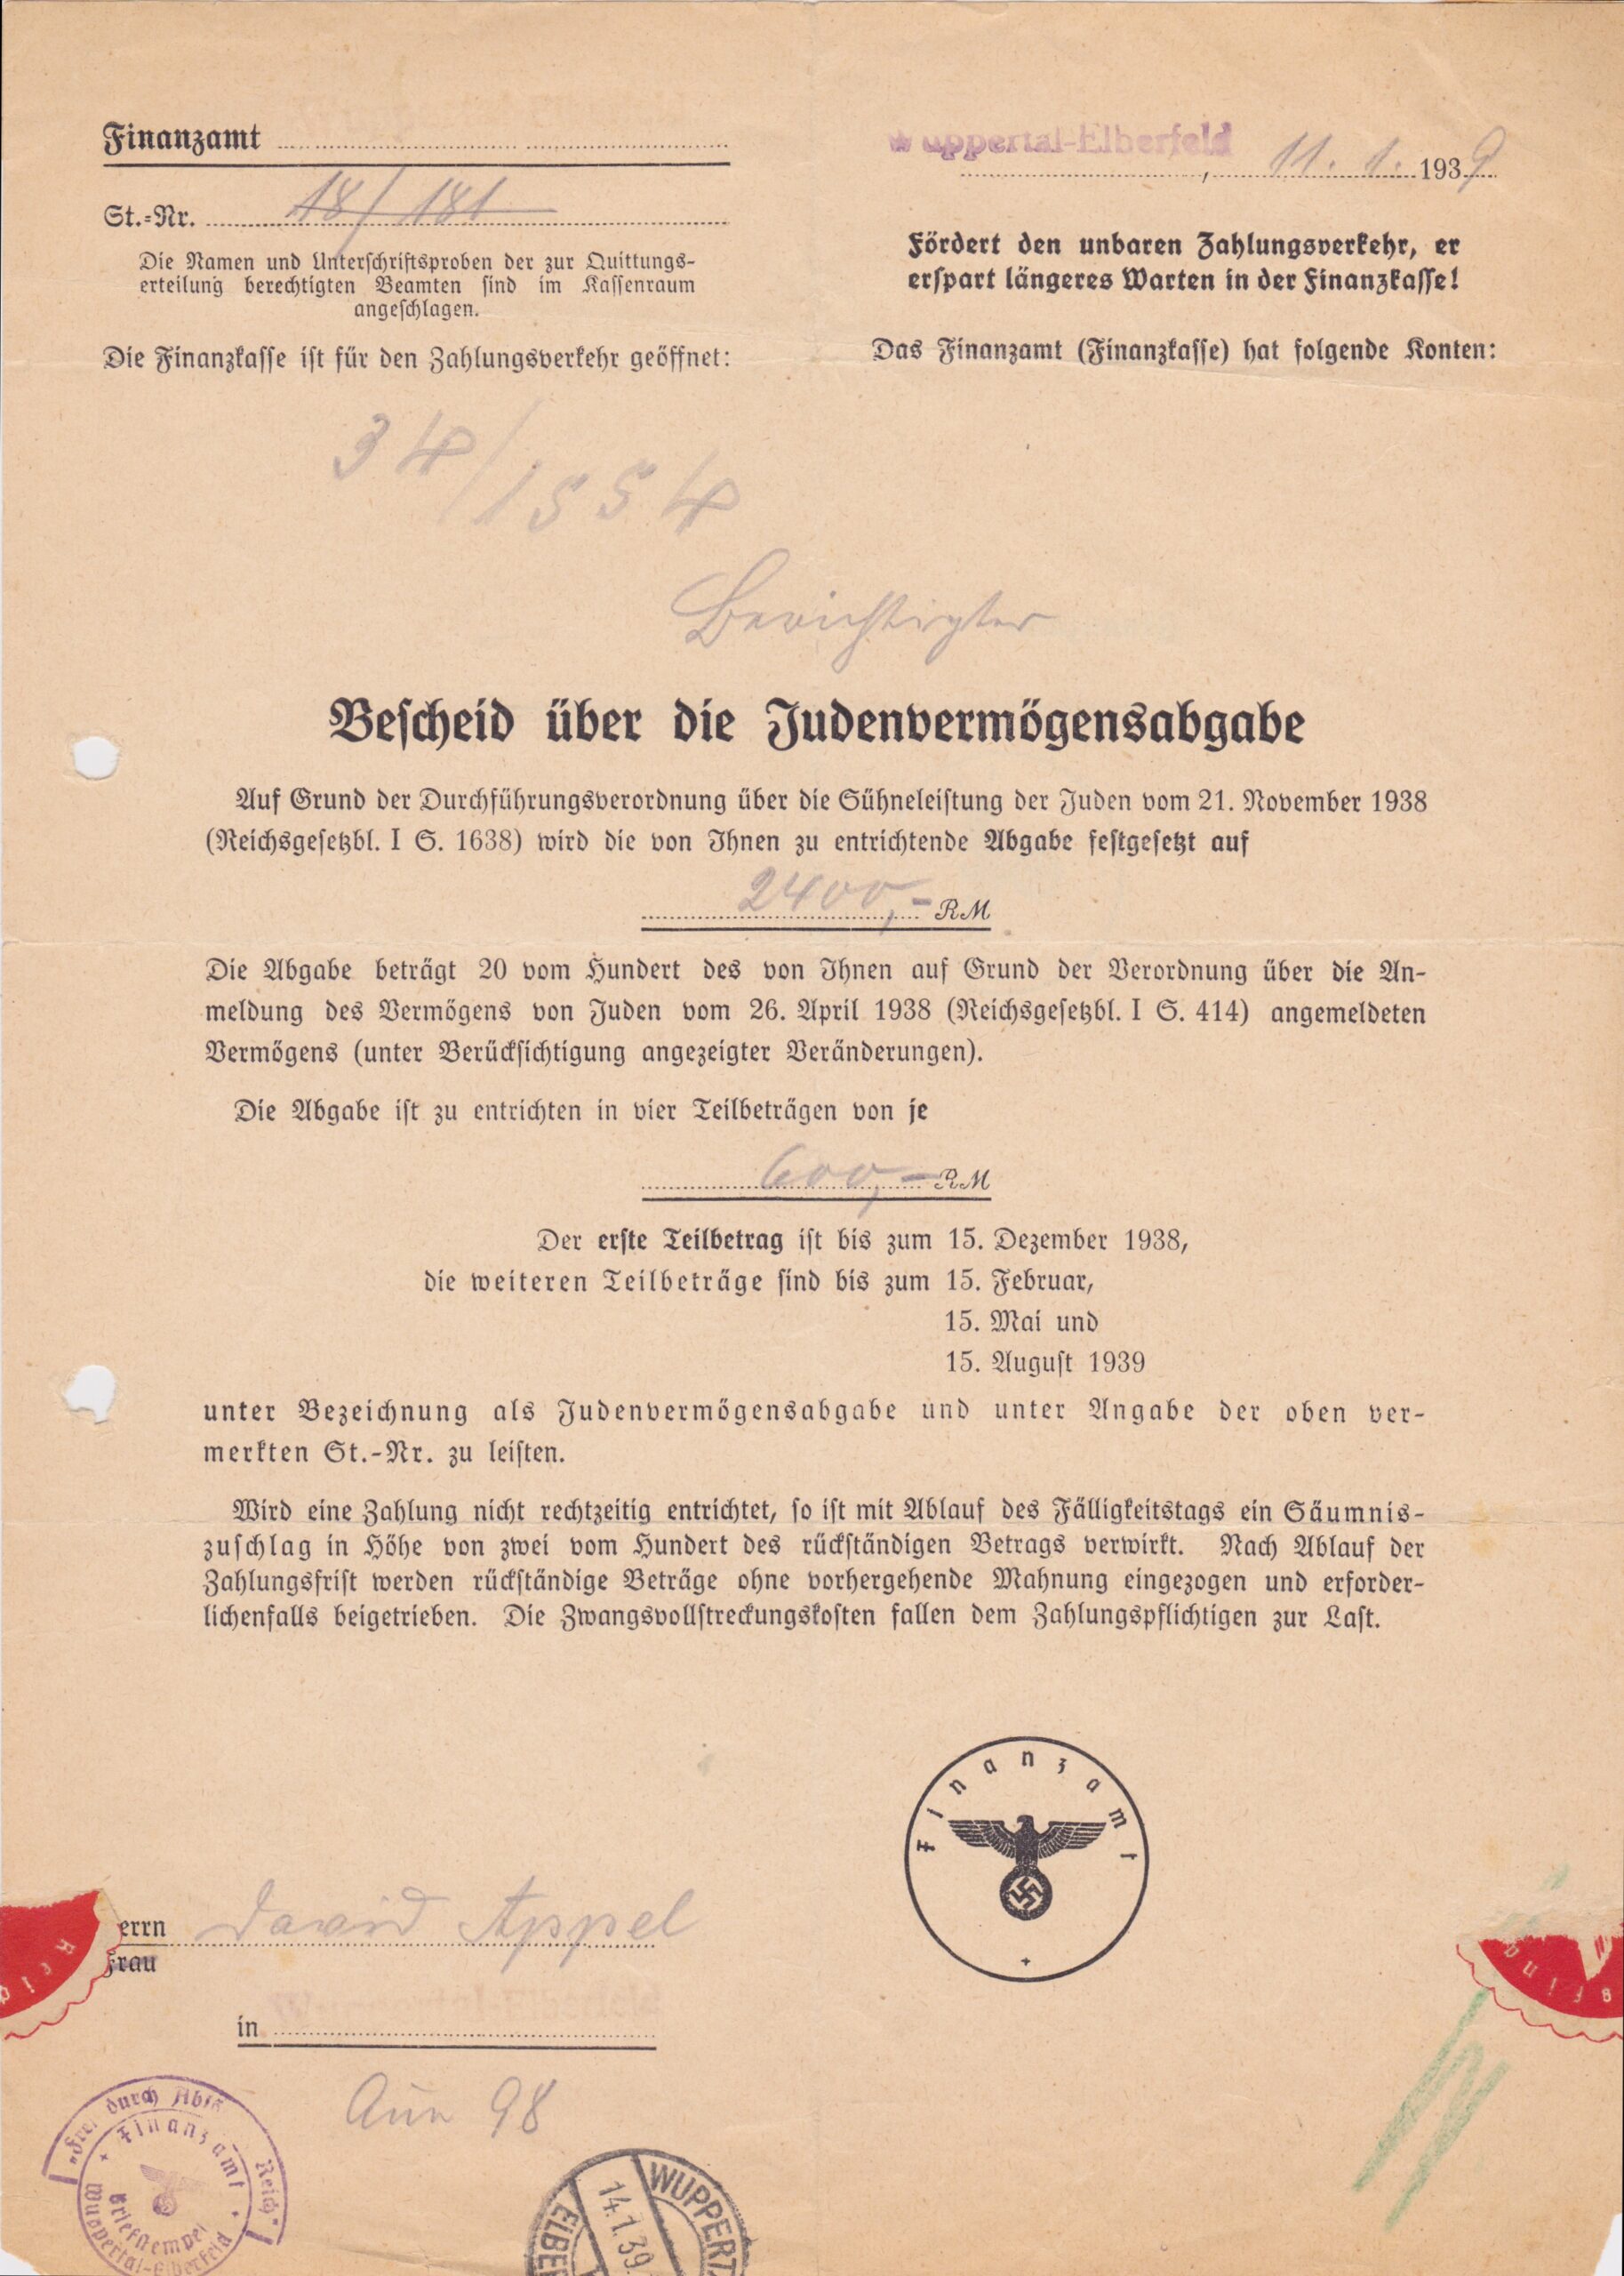 Finanzamt
Wuppertal-Elberfeld, 11. 1. 1939
St.-Nr. 18/181
Die Namen und Unterschriftsproben der zur Quittungs-
erteilung berechtigten Beamten sind im Kassenraum
angeschlagen.
Die Finanzkasse ist für den Zahlungsverkehr geöffnet:
Fördert den unbaren Zahlungsverkehr, er
erspart längeres Warten in der Finanzkasse!
Das Finanzamt (Finanzkasse) hat folgende Konten:
34/1554
Berichtigter
Bescheid über die Judenvermögensabgabe
Auf Grund der Durchführungsverordnung über die Sühneleistung der Juden vom 21. November 1938
(Reichsgesetzbl. I S. 1638) wird die von Ihnen zu entrichtende Abgabe festgesetzt auf
2400,- RM
Die Abgabe beträgt 20 vom Hundert des von Ihnen auf Grund der Verordnung über die An-
meldung des Vermögens von Juden vom 26. April 1938 (Reichsgesetzbl. I S. 414) angemeldeten
Vermögens (unter Berücksichtigung angezeigter Veränderungen).
Die Abgabe ist zu entrichten in vier Teilbeträgen von je
600,- RM
Der erste Teilbetrag ist bis zum 15. Dezember 1938,
die weiteren Teilbeträge sind bis zum 15. Februar,
15. Mai und
15. August 1939
unter Bezeichnung als Judenvermögensabgabe und unter Angabe der oben ver-
merkten St.-Nr. zu leisten.
Wird eine Zahlung nicht rechtzeitig entrichtet, so ist mit Ablauf des Fälligkeitstags ein Säumnis-
zuschlag in Höhe von zwei vom Hundert des rückständigen Betrags verwirkt. Nach Ablauf der
Zahlungsfrist werden rückständige Beträge ohne vorhergehende Mahnung eingezogen und erforder-
lichenfalls beigetrieben. Die Zwangsvollstreckungskosten fallen dem Zahlungspflichtigen zur Last.
Finanzamt
errn David Appel
Frau
Wuppertal-Elberfeld
in
Aue 98
"Frei durch Ablö Reich"
Finanzamt
Briefstempel
Wuppertal-Elberfeld
WUPPERTA
14.1.39.
ELBER